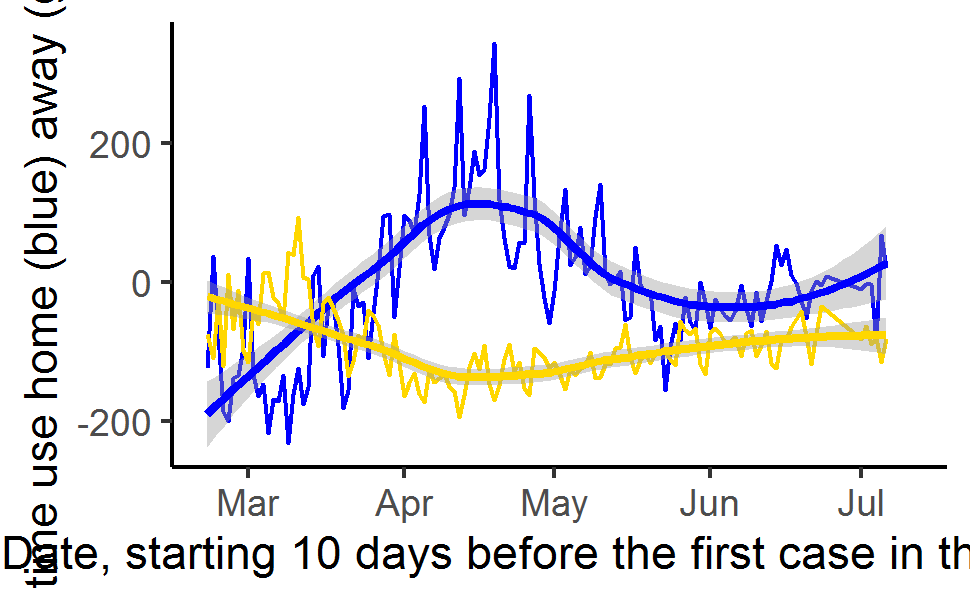 time use home (blue) away (g
200
0
-200
Mar Apr May Jun Jul
Date, starting 10 days before the first case in th